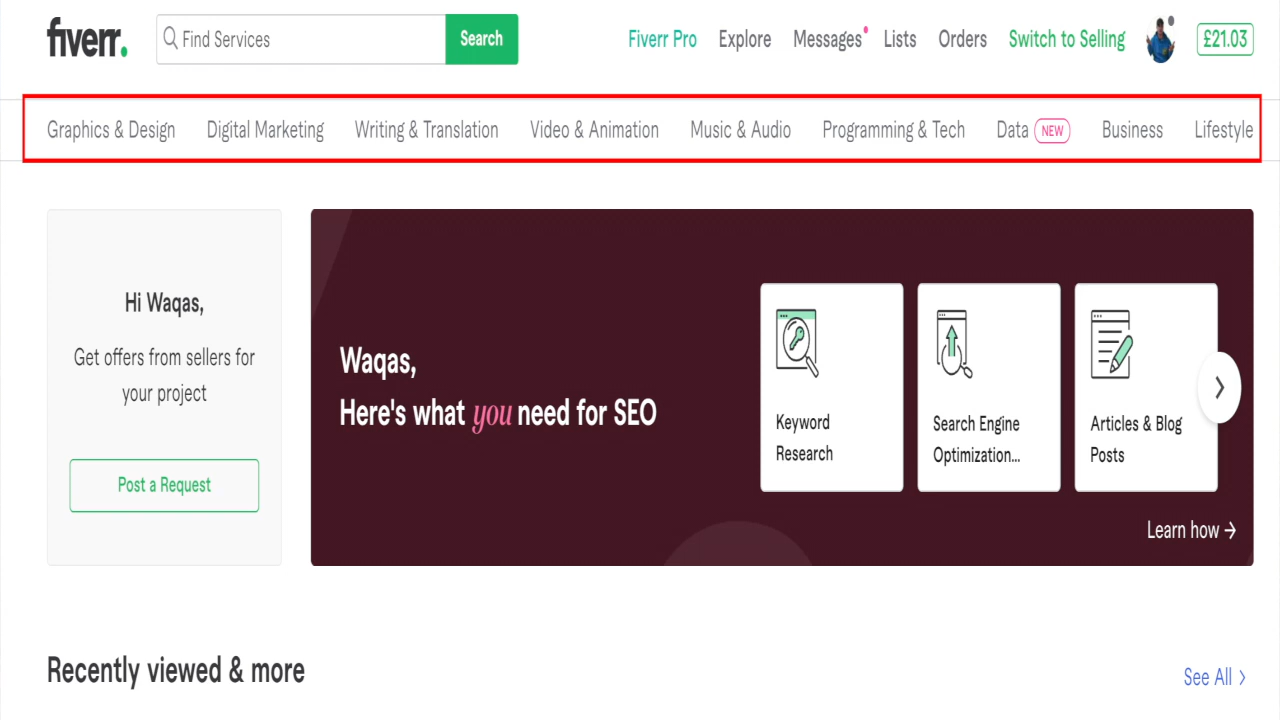 fiverr.
Find Services
Search
Fiverr Pro
Explore
Messages
Lists
Orders
Switch to Selling
£21.03
Graphics & Design
Digital Marketing
Writing & Translation
Video & Animation
Music & Audio
Programming & Tech
Data NEW
Business
Lifestyle
Hi Waqas,
Get offers from sellers for
your project
Post a Request
Waqas,
Here's what you need for SEO
Keyword
Research
Search Engine
Optimization...
Articles & Blog
Posts
Learn how →
Recently viewed & more
See All >